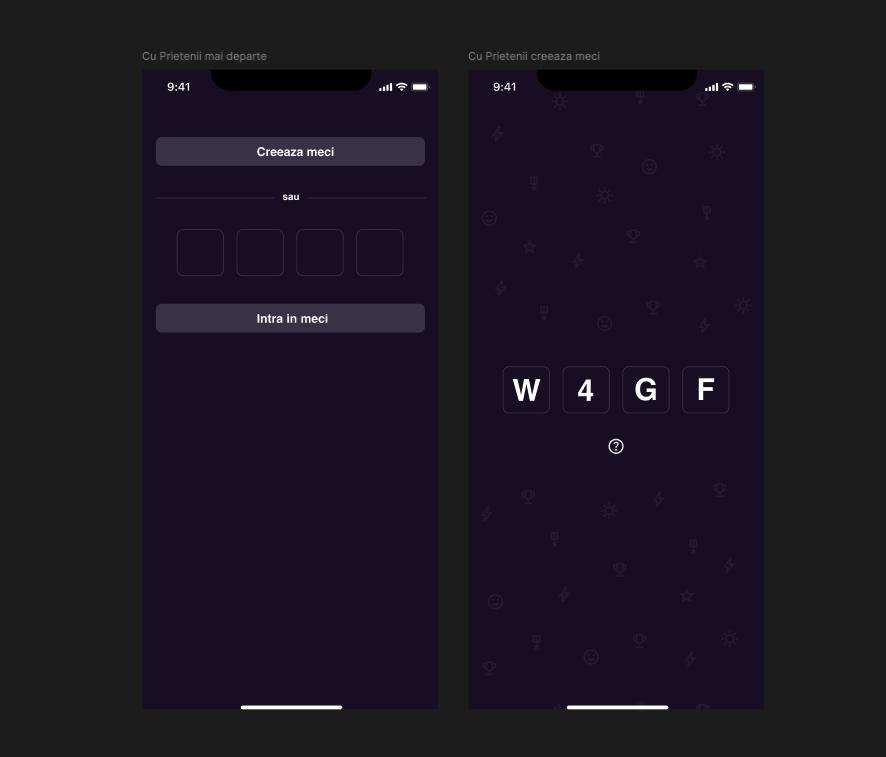 Cu Prietenii mai departe
9:41
Creeaza meci
sau
Intra in meci
Cu Prietenii creeaza meci
9:41
W 4 G F
?